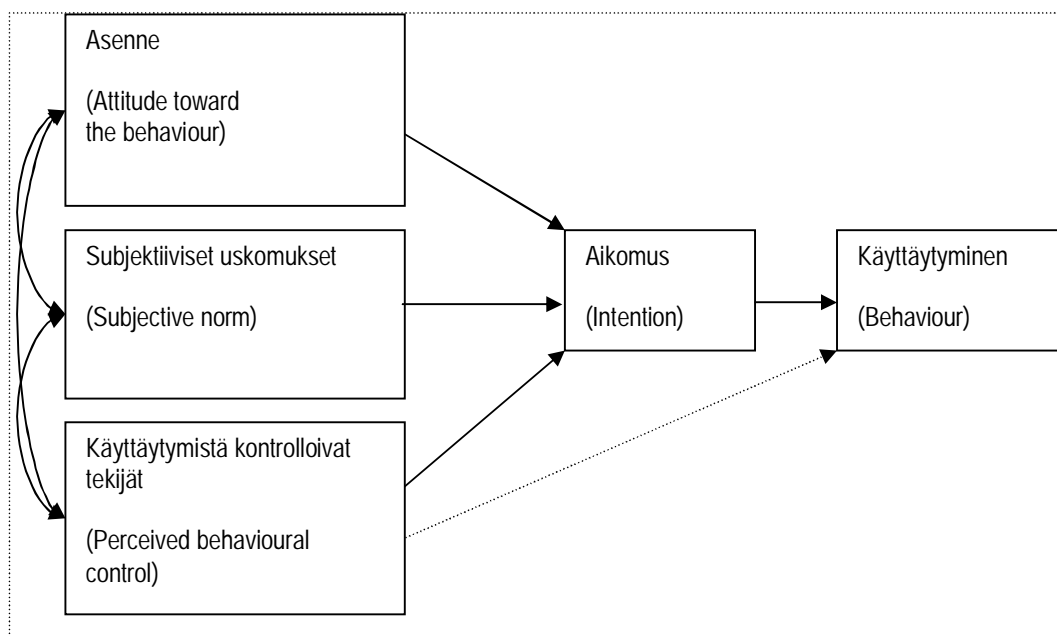 Asenne
(Attitude toward
the behaviour)
Subjektiiviset uskomukset
(Subjective norm)
Käyttäytymistä kontrolloivat
tekijät
(Perceived behavioural
control)
Aikomus
(Intention)
Käyttäytyminen
(Behaviour)